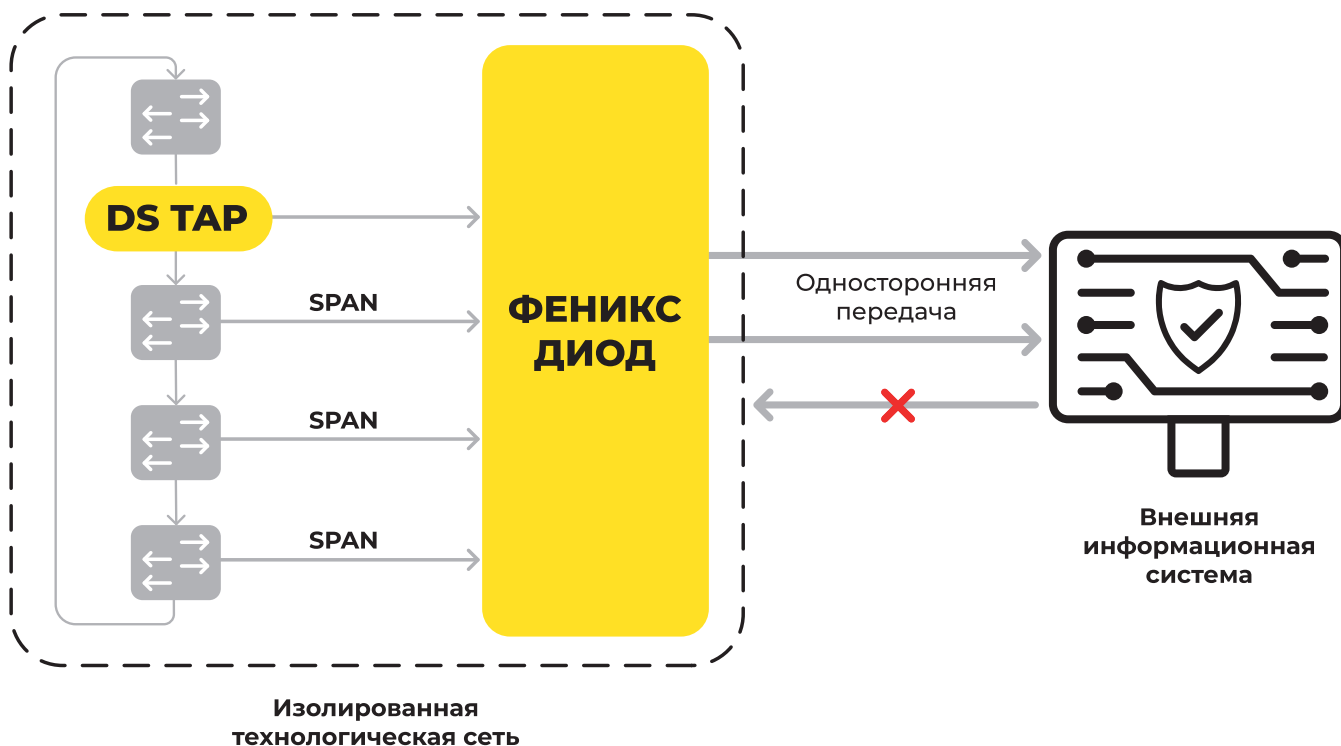 DS TAP
SPAN
SPAN
SPAN
ФЕНИКС
ДИОД
Односторонняя
передача
Внешняя
информационная
система
Изолированная
технологическая сеть